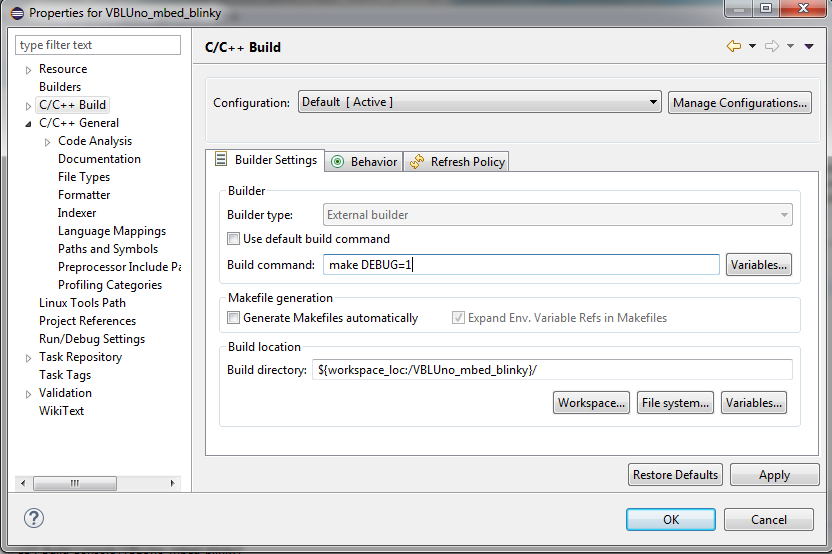 Properties for VBLUno_mbed_blinky
type filter text
Resource
Builders
C/C++ Build
C/C++ General
Code Analysis
Documentation
File Types
Formatter
Indexer
Language Mappings
Paths and Symbols
Preprocessor Include Pa
Profiling Categories
Linux Tools Path
Project References
Run/Debug Settings
Task Repository
Task Tags
Validation
WikiText
C/C++ Build
Configuration: Default [ Active ] Manage Configurations...
Builder Settings Behavior Refresh Policy
Builder
Builder type: External builder
Use default build command
Build command: make DEBUG=1 Variables...
Makefile generation
Generate Makefiles automatically Expand Env. Variable Refs in Makefiles
Build location
Build directory: ${workspace_loc:/VBLUno_mbed_blinky}/
Workspace... File system... Variables...
Restore Defaults Apply
OK Cancel